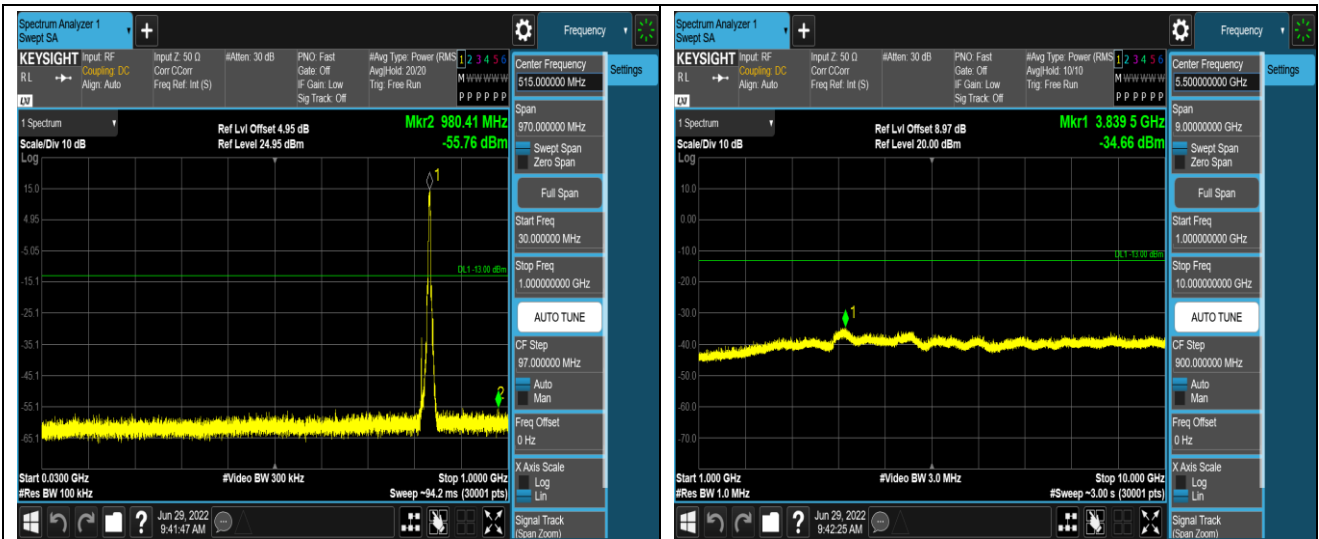 Spectrum Analyzer 1
Swept SA
+
Frequency
KEYSIGHT
RL
LXI
Input: RF
Coupling: DC
Align: Auto
Input Z: 50 Ω
Corr CCorr
Freq Ref: Int (S)
#Atten: 30 dB
PNO: Fast
Gate: Off
IF Gain: Low
Sig Track: Off
#Avg Type: Power (RMS
Avg|Hold: 20/20
Trig: Free Run
1 2 3 4 5 6
M W W W W W
P P P P P P
Center Frequency
515.000000 MHz
Settings
1 Spectrum
Scale/Div 10 dB
Log
Ref Lvl Offset 4.95 dB
Ref Level 24.95 dBm
Mkr2 980.41 MHz
-55.76 dBm
Span
970.000000 MHz
Swept Span
Zero Span
Full Span
Start Freq
30.000000 MHz
Stop Freq
1.000000000 GHz
AUTO TUNE
CF Step
97.000000 MHz
Auto
Man
Freq Offset
0 Hz
X Axis Scale
Log
Lin
Signal Track
(Span Zoom)
1
15.0
4.95
-5.05
DL1 -13.00 dBm
-15.1
-25.1
-35.1
-45.1
2
-55.1
-65.1
Start 0.0300 GHz
#Res BW 100 kHz
#Video BW 300 kHz
Stop 1.0000 GHz
Sweep ~94.2 ms (30001 pts)
?
Jun 29, 2022
9:41:47 AM
Spectrum Analyzer 1
Swept SA
+
Frequency
KEYSIGHT
RL
LXI
Input: RF
Coupling: DC
Align: Auto
Input Z: 50 Ω
Corr CCorr
Freq Ref: Int (S)
#Atten: 30 dB
PNO: Fast
Gate: Off
IF Gain: Low
Sig Track: Off
#Avg Type: Power (RMS
Avg|Hold: 10/10
Trig: Free Run
1 2 3 4 5 6
M W W W W W
P P P P P P
Center Frequency
5.500000000 GHz
Settings
1 Spectrum
Scale/Div 10 dB
Log
Ref Lvl Offset 8.97 dB
Ref Level 20.00 dBm
Mkr1 3.839 5 GHz
-34.66 dBm
Span
9.00000000 GHz
Swept Span
Zero Span
Full Span
Start Freq
1.000000000 GHz
Stop Freq
10.000000000 GHz
AUTO TUNE
CF Step
900.000000 MHz
Auto
Man
Freq Offset
0 Hz
X Axis Scale
Log
Lin
Signal Track
(Span Zoom)
10.0
0.00
-10.0
DL1 -13.00 dBm
-20.0
-30.0
1
-40.0
-50.0
-60.0
-70.0
Start 1.000 GHz
#Res BW 1.0 MHz
#Video BW 3.0 MHz
Stop 10.000 GHz
#Sweep ~3.00 s (30001 pts)
?
Jun 29, 2022
9:42:25 AM